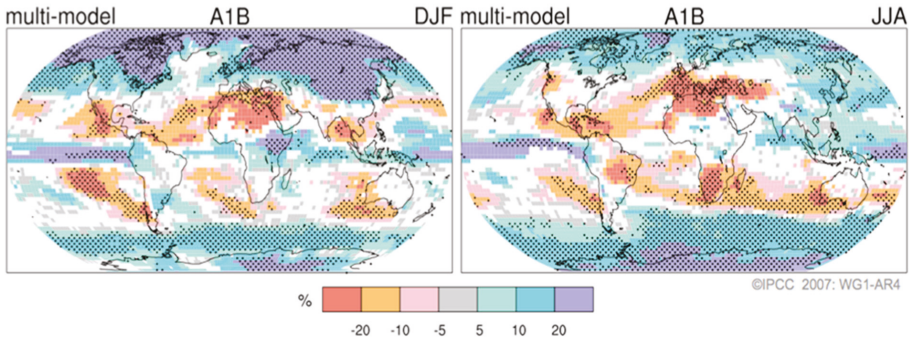 multi-model A1B DJF
multi-model A1B JJA
©IPCC 2007: WG1-AR4
%
-20 -10 -5 5 10 20